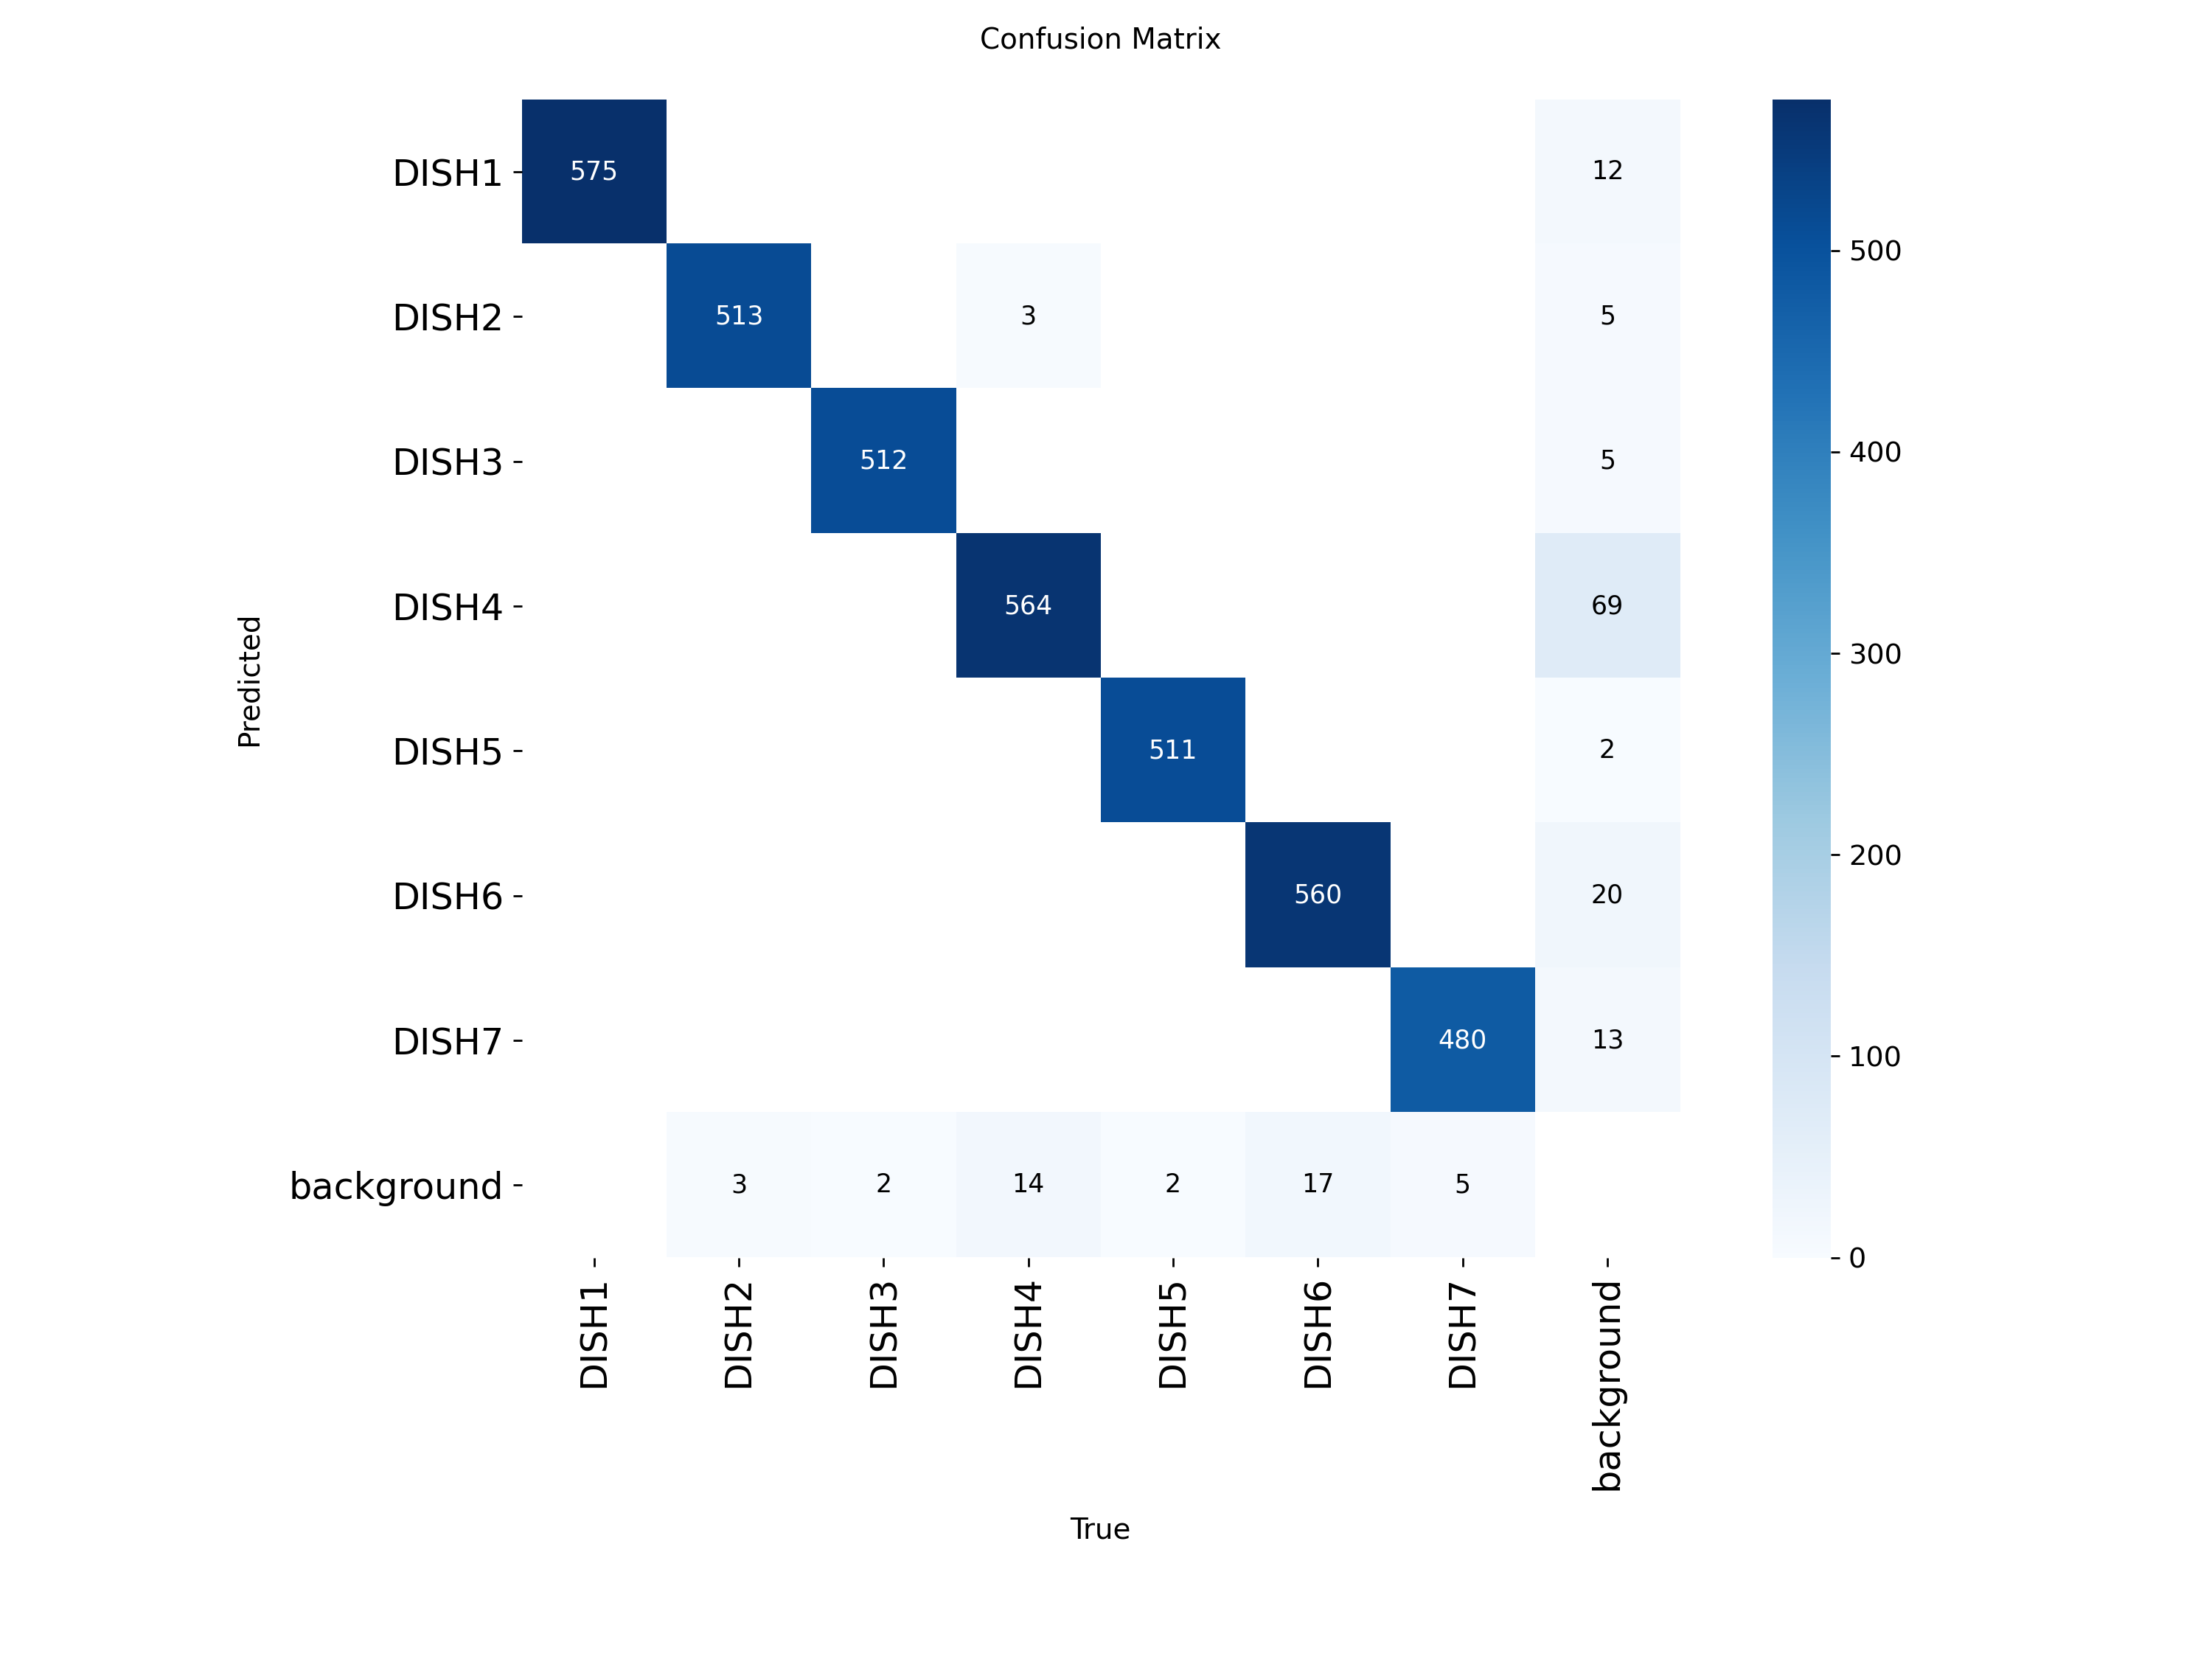 Confusion Matrix
DISH1 575 12
DISH2 513 3 5
DISH3 512 5
DISH4 564 69
DISH5 511 2
DISH6 560 20
DISH7 480 13
background 3 2 14 2 17 5
DISH1 DISH2 DISH3 DISH4 DISH5 DISH6 DISH7 background
True
Predicted
500
400
300
200
100
0